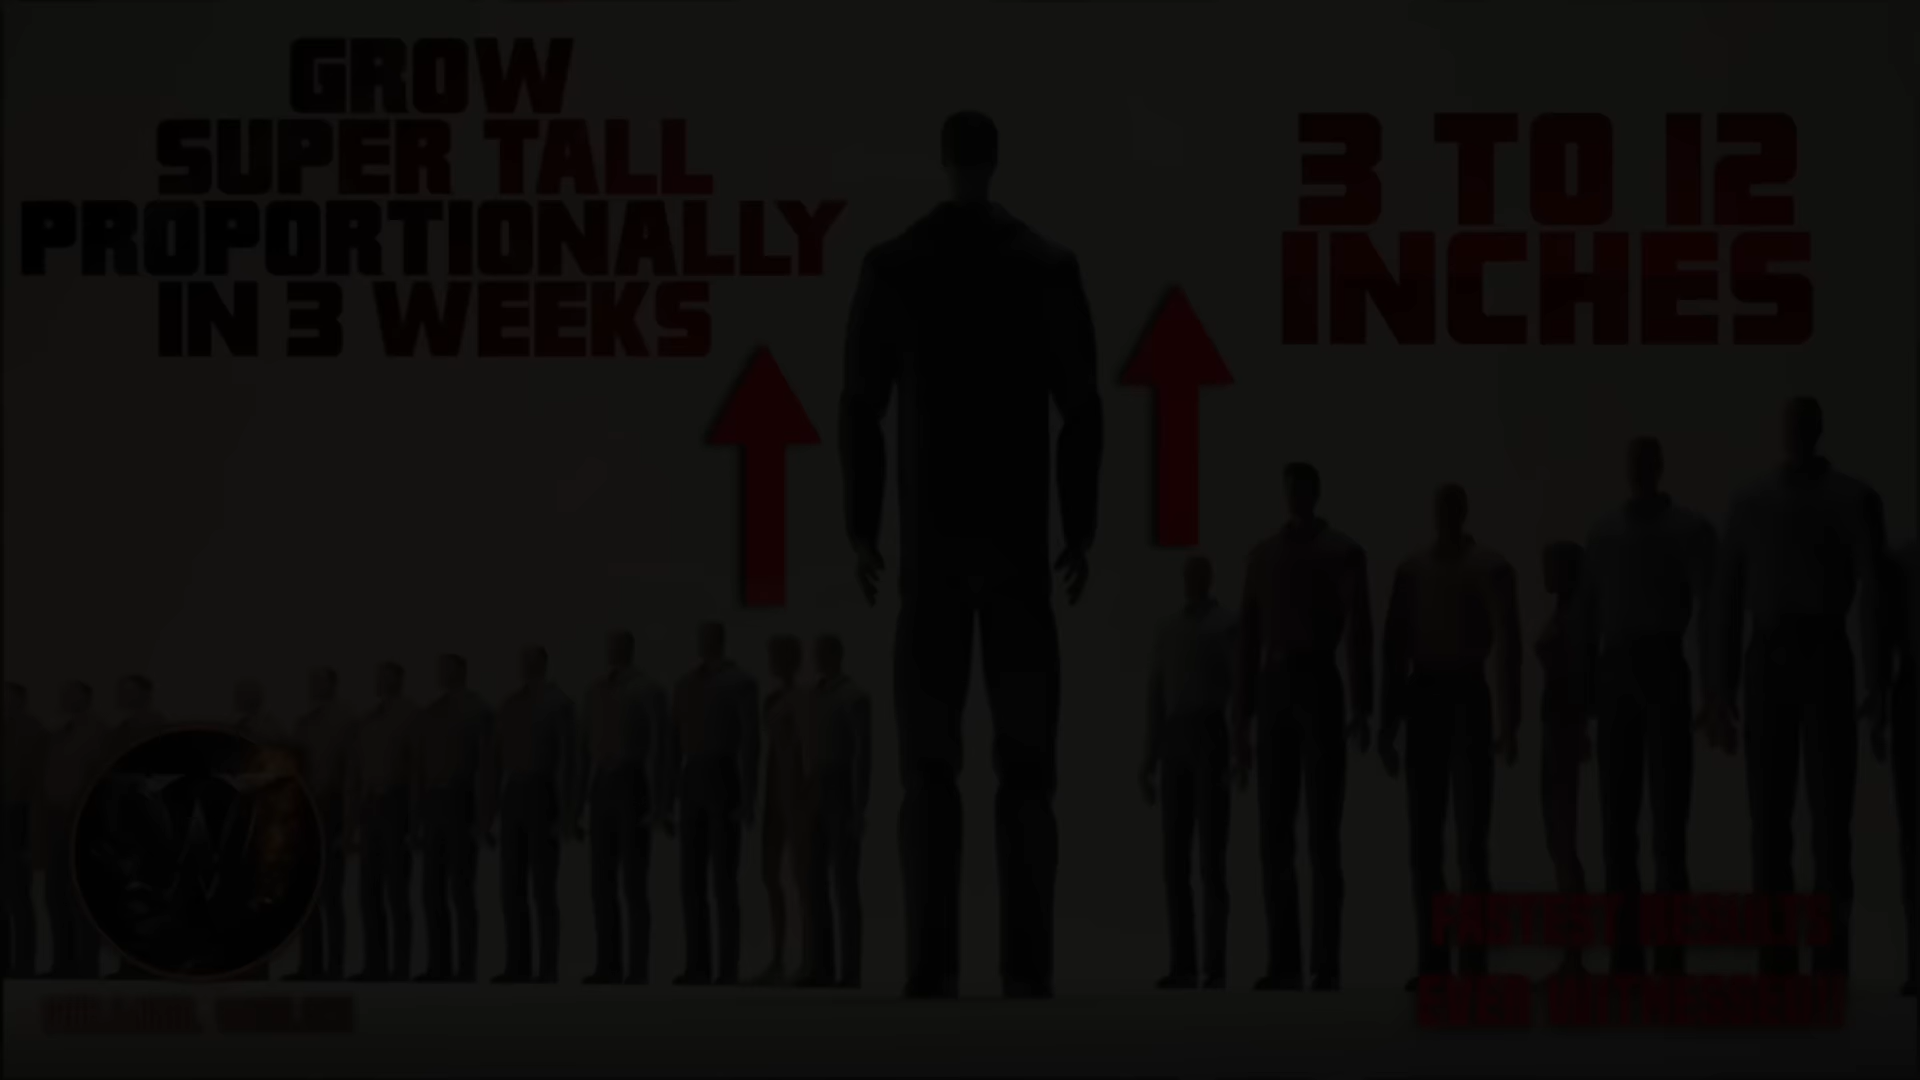 GROW
SUPER TALL
PROPORTIONALLY
IN 3 WEEKS
3 TO 12
INCHES
FASTEST RESULTS
EVER WITNESSED!!